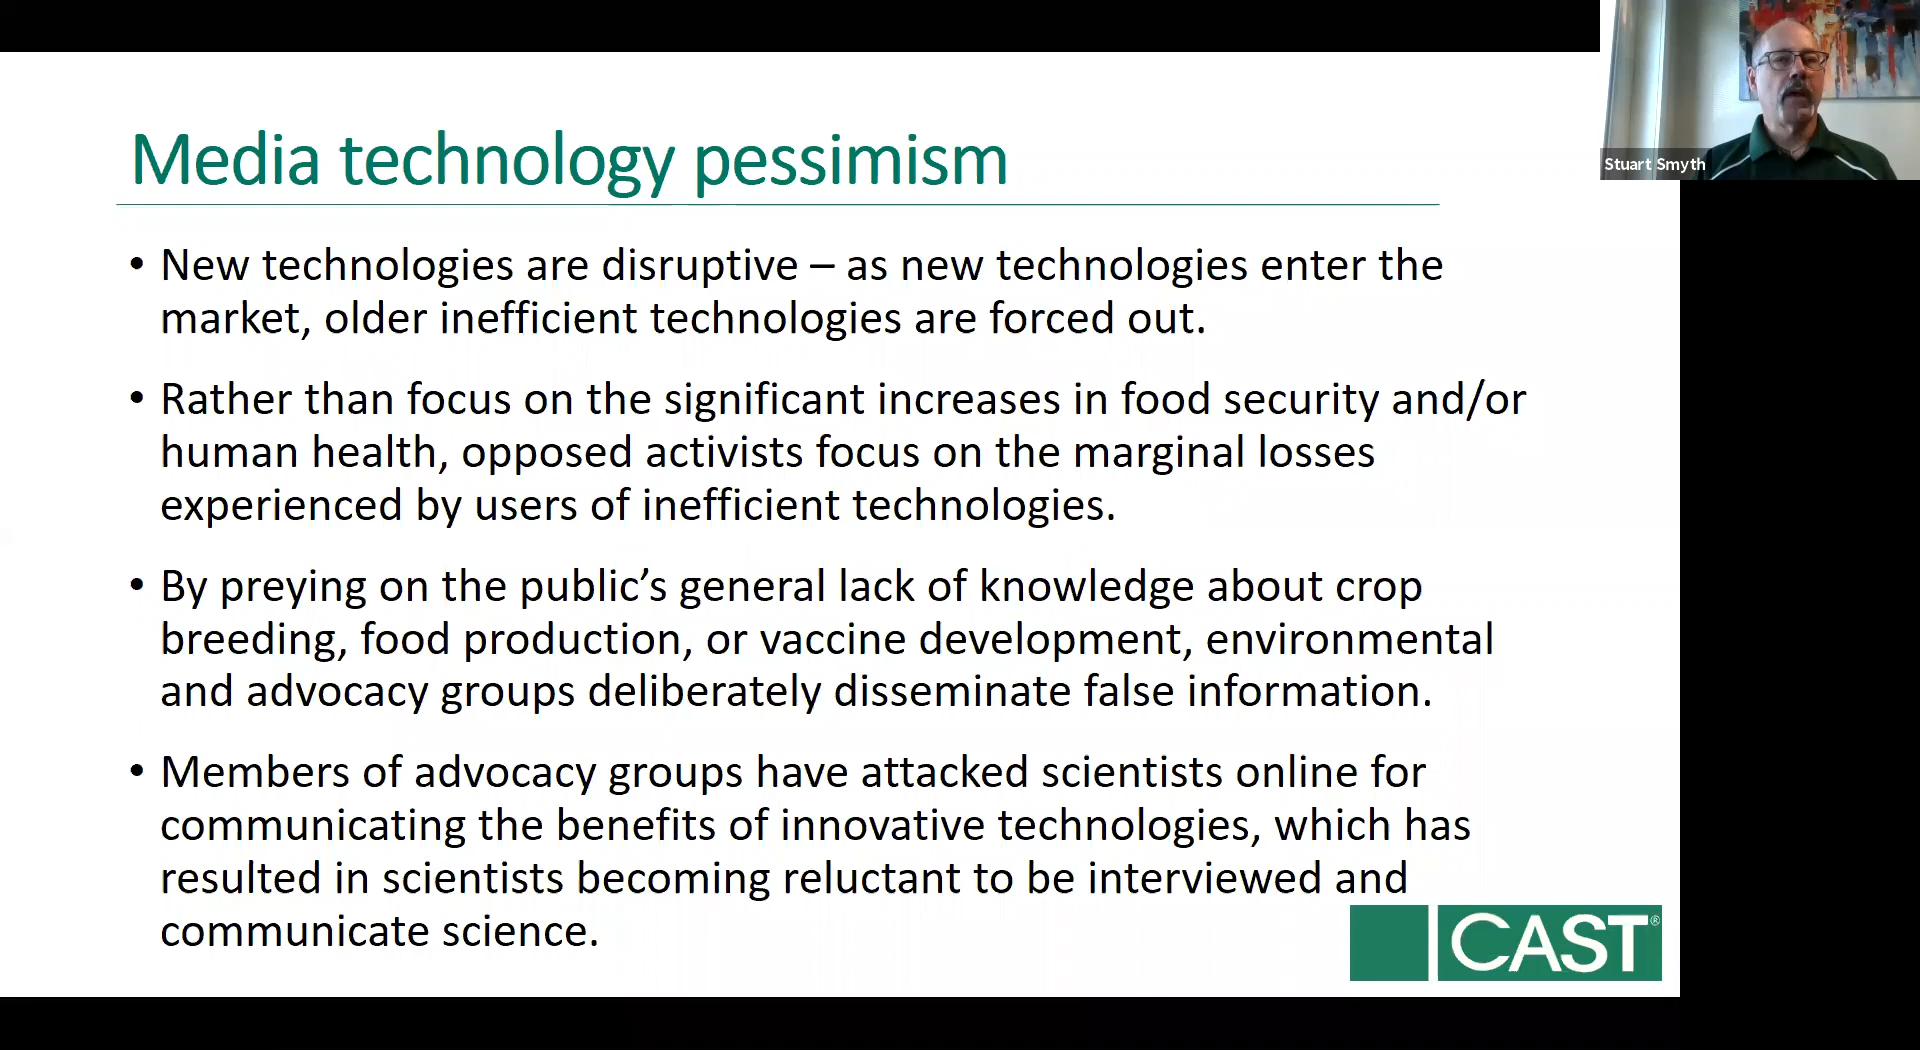 Media technology pessimism
Stuart Smyth
• New technologies are disruptive – as new technologies enter the
market, older inefficient technologies are forced out.
• Rather than focus on the significant increases in food security and/or
human health, opposed activists focus on the marginal losses
experienced by users of inefficient technologies.
• By preying on the public’s general lack of knowledge about crop
breeding, food production, or vaccine development, environmental
and advocacy groups deliberately disseminate false information.
• Members of advocacy groups have attacked scientists online for
communicating the benefits of innovative technologies, which has
resulted in scientists becoming reluctant to be interviewed and
communicate science.
CAST®